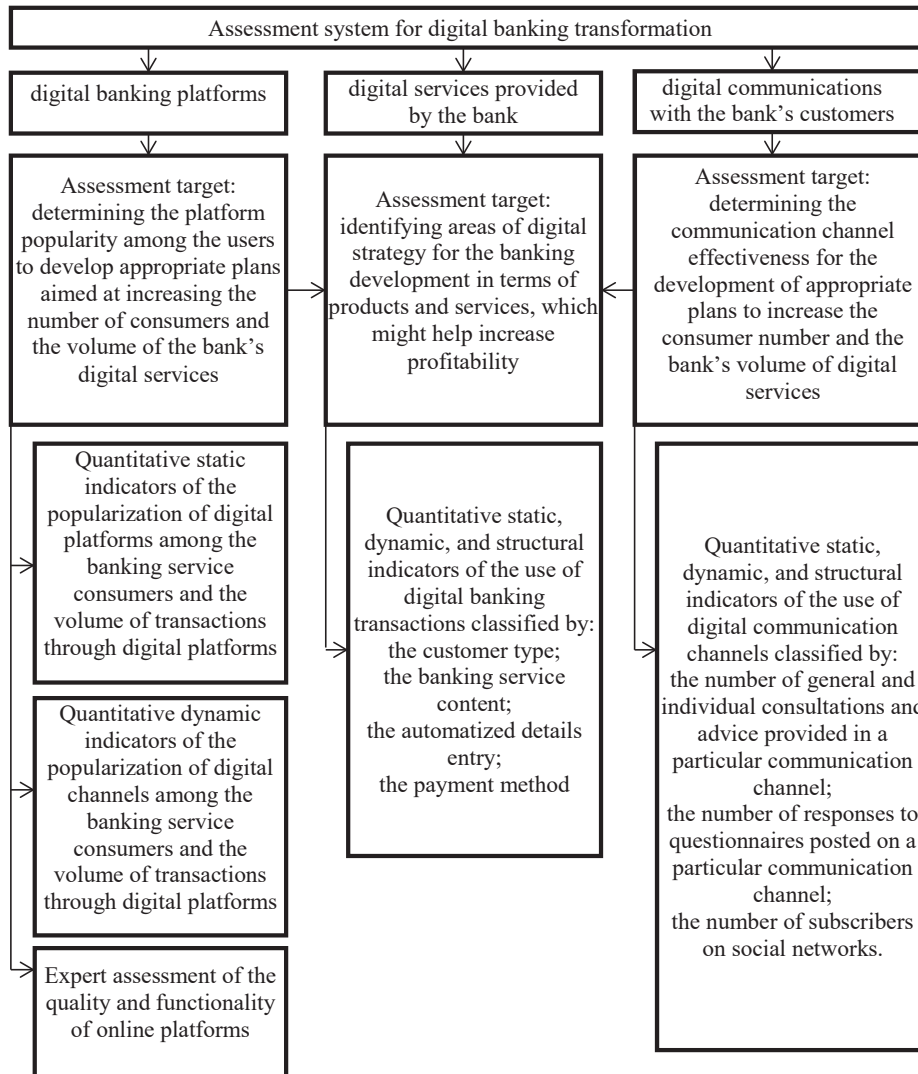 Assessment system for digital banking transformation
digital banking platforms
digital services provided
by the bank
digital communications
with the bank's customers
Assessment target:
determining the platform
popularity among the users
to develop appropriate plans
aimed at increasing the
number of consumers and
the volume of the bank's
digital services
Assessment target:
identifying areas of digital
strategy for the banking
development in terms of
products and services, which
might help increase
profitability
Assessment target:
determining the
communication channel
effectiveness for the
development of appropriate
plans to increase the
consumer number and the
bank's volume of digital
services
Quantitative static
indicators of the
popularization of digital
platforms among the
banking service
consumers and the
volume of transactions
through digital platforms
Quantitative dynamic
indicators of the
popularization of digital
channels among the
banking service
consumers and the
volume of transactions
through digital platforms
Expert assessment of the
quality and functionality
of online platforms
Quantitative static,
dynamic, and structural
indicators of the use of
digital banking
transactions classified by:
the customer type;
the banking service
content;
the automatized details
entry;
the payment method
Quantitative static,
dynamic, and structural
indicators of the use of
digital communication
channels classified by:
the number of general and
individual consultations and
advice provided in a
particular communication
channel;
the number of responses to
questionnaires posted on a
particular communication
channel;
the number of subscribers
on social networks.